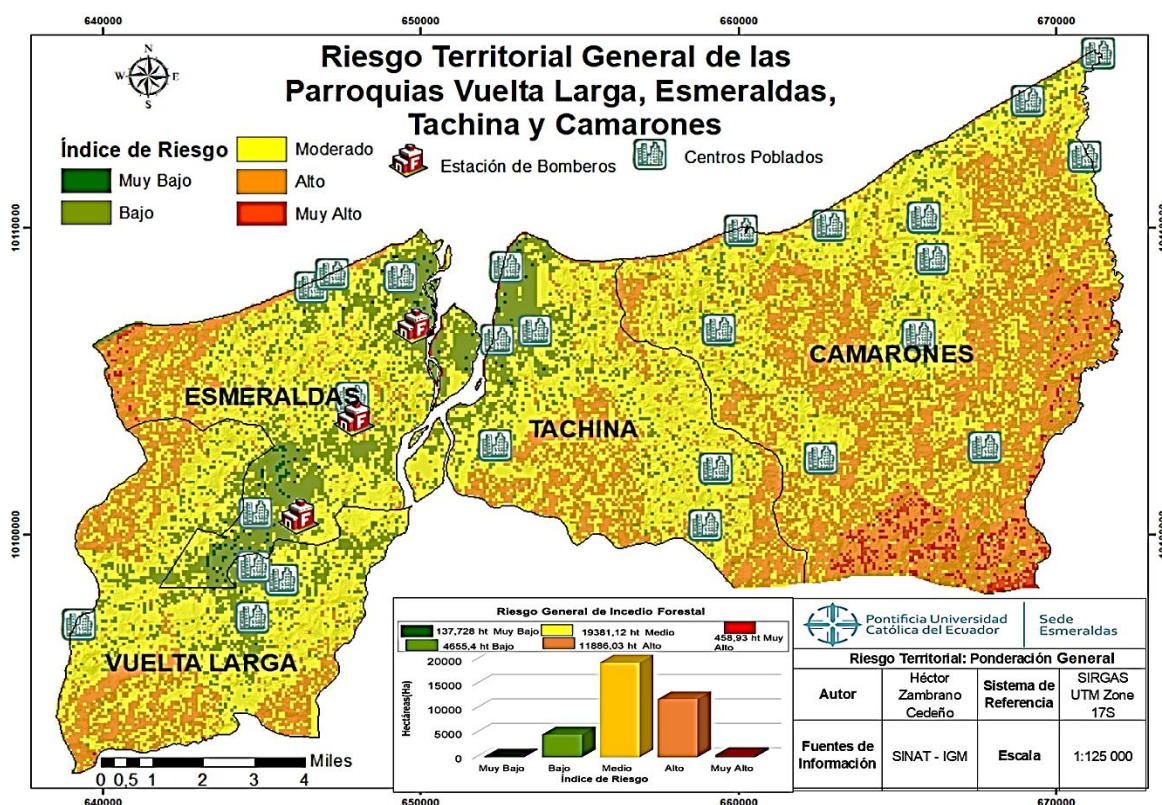 640000 650000 660000 670000
N
W E
S
Riesgo Territorial General de las
Parroquias Vuelta Larga, Esmeraldas,
Tachina y Camarones
Índice de Riesgo
Muy Bajo
Bajo
Moderado
Alto
Muy Alto
Estación de Bomberos
Centros Poblados
10110000
10110000
ESMERALDAS
CAMARONES
TACHINA
10100000
10100000
VUELTA LARGA
0 0,5 1 2 3 4 Miles
Riesgo General de Incedio Forestal
137,728 ht Muy Bajo
19381,12 ht Medio
458,93 ht Muy
Alto
4655,4 ht Bajo
11886,03 ht Alto
Hectáreas(Ha)
20000
15000
10000
5000
0
Muy Bajo Bajo Medio Alto Muy Alto
Índice de Riesgo
Pontificia Universidad
Católica del Ecuador
Sede
Esmeraldas
Riesgo Territorial: Ponderación General
Autor
Héctor
Zambrano
Cedeño
Sistema de
Referencia
SIRGAS
UTM Zone
17S
Fuentes de
Información
SINAT - IGM
Escala
1:125 000
640000 650000 660000 670000